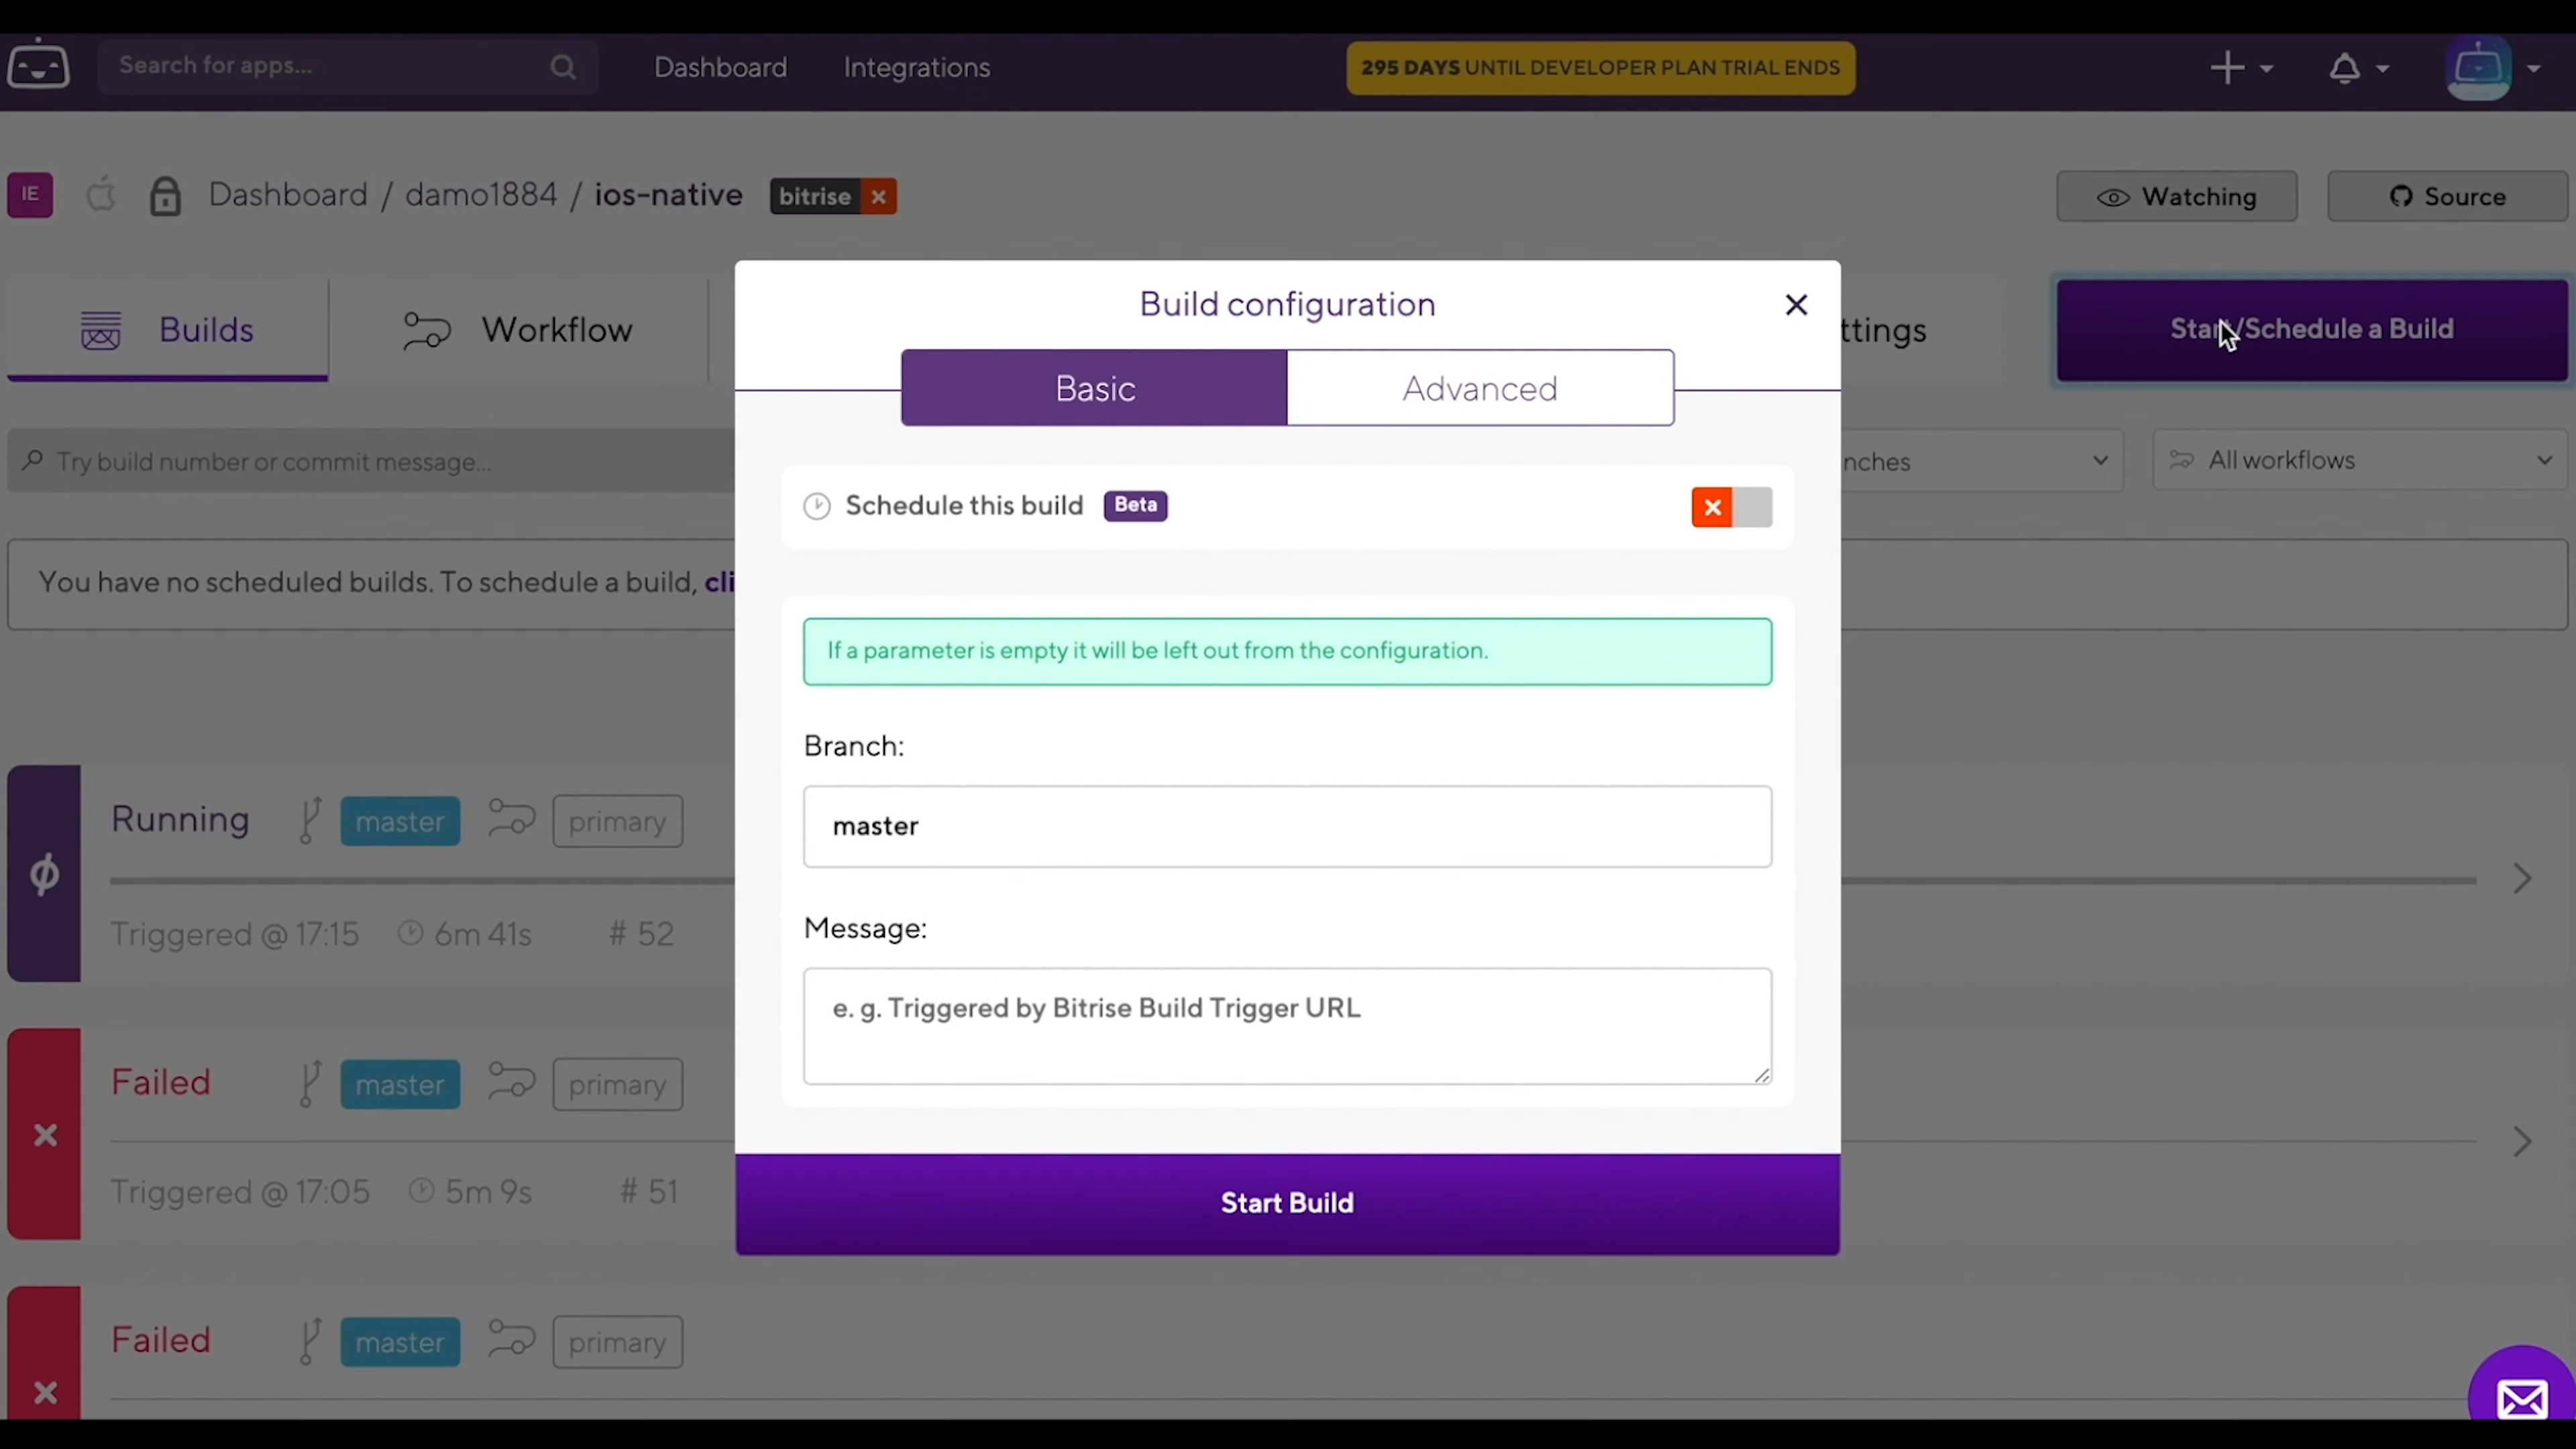 Search for apps...
Dashboard
Integrations
295 DAYS UNTIL DEVELOPER PLAN TRIAL ENDS
IE
Dashboard / damo1884 / ios-native
bitrise
Watching
Source
Builds
Workflow
ttings
Start/Schedule a Build
Try build number or commit message...
nches
All workflows
You have no scheduled builds. To schedule a build, cli
Running
master
primary
Triggered @ 17:15
6m 41s
# 52
Failed
master
primary
Triggered @ 17:05
5m 9s
# 51
Failed
master
primary
Build configuration
Basic
Advanced
Schedule this build
Beta
If a parameter is empty it will be left out from the configuration.
Branch:
master
Message:
e. g. Triggered by Bitrise Build Trigger URL
Start Build